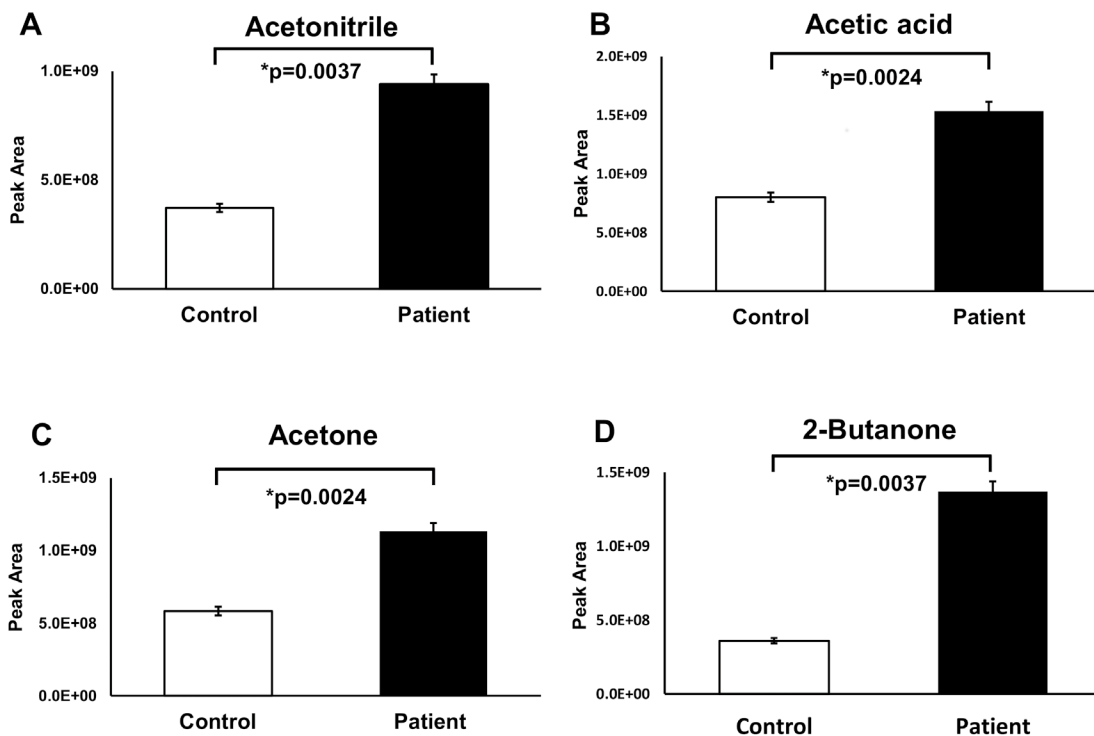 A
Acetonitrile
*p=0.0037
1.0E+09
5.0E+08
0.0E+00
Peak Area
Control
Patient
B
Acetic acid
*p=0.0024
2.0E+09
1.5E+09
1.0E+09
5.0E+08
0.0E+00
Peak Area
Control
Patient
C
Acetone
*p=0.0024
1.5E+09
1.0E+09
5.0E+08
0.0E+00
Peak Area
Control
Patient
D
2-Butanone
*p=0.0037
1.5E+09
1.0E+09
5.0E+08
0.0E+00
Peak Area
Control
Patient